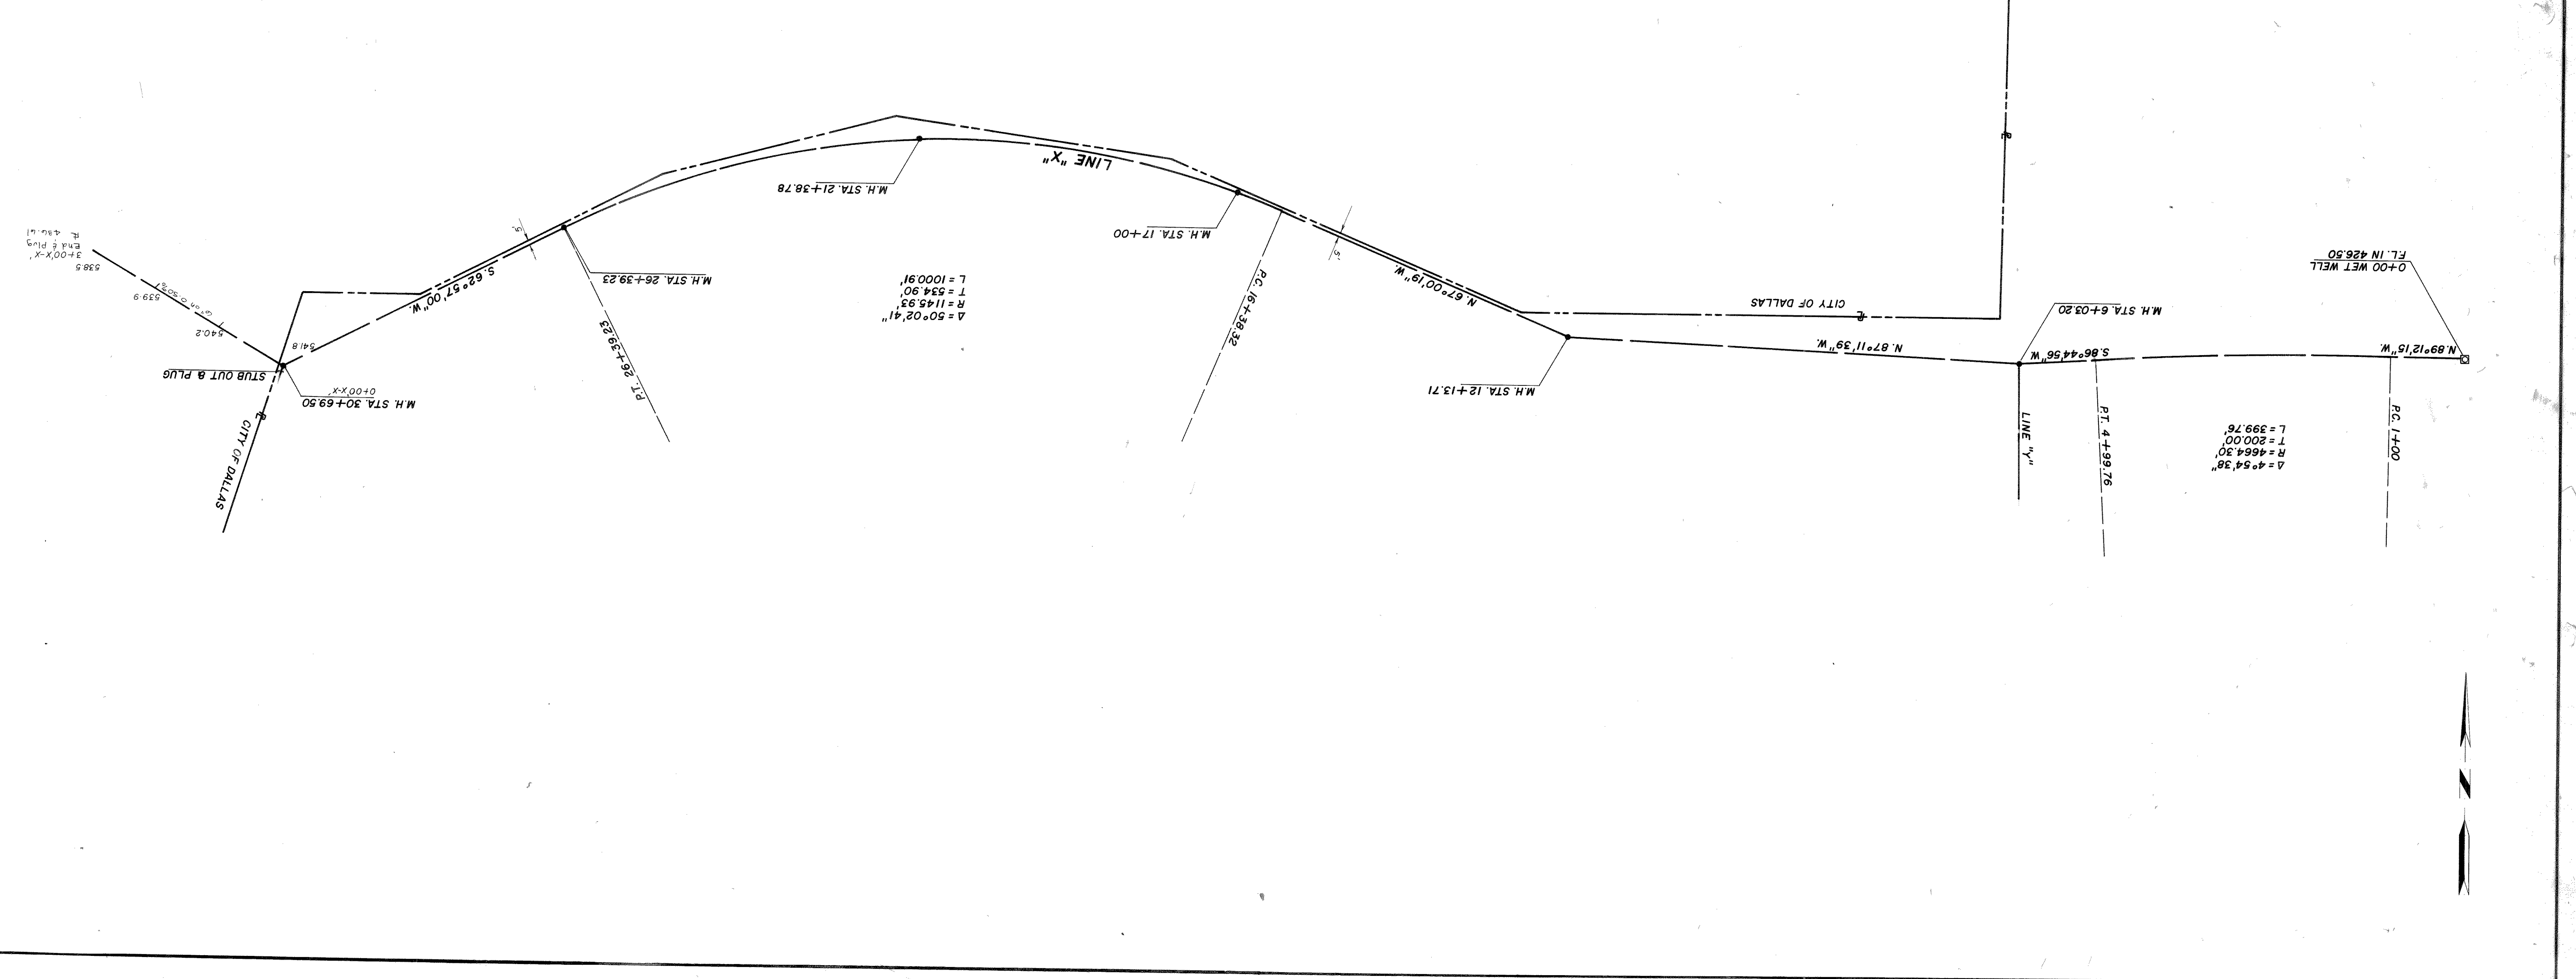 F.L. IN 426.50
0+00 WET WELL
N.89°12'15"W.
P.C. 1+00
Δ = 4°54'38"
R = 4664.30'
T = 200.00'
L = 399.76'
P.T. 4+99.76
S.86°44'56"W
M.H. STA. 6+03.20
LINE "Y"
℄
N. 87°11'39"W.
CITY OF DALLAS
℄
M.H. STA. 12+13.71
N. 67°00'19"W.
5'
P.C. 16+38.32
M.H. STA. 17+00
LINE "X"
Δ = 50°02'41"
R = 1145.93'
T = 534.90'
L = 1000.91'
M.H. STA. 21+38.78
M.H. STA. 26+39.23
P.T. 26+39.23
5'
S. 62°57'00"W.
M.H. STA. 30+69.50
0+00'X-X'
STUB OUT & PLUG
CITY OF DALLAS
541.8
540.2
539.9
538.5
3+00'X-X'
End & Plug